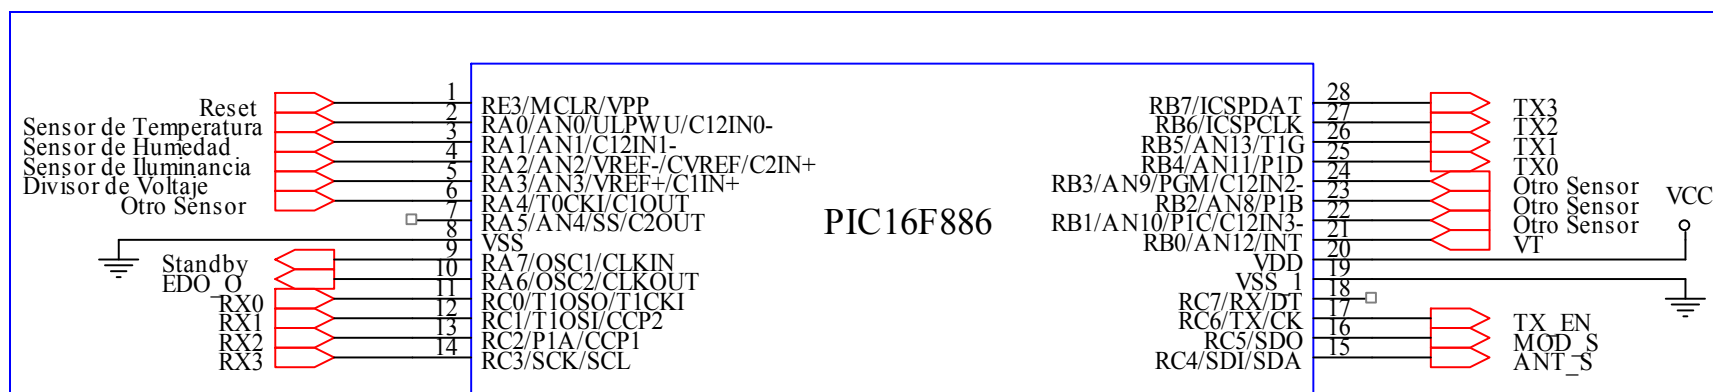 Reset 1 RE3/MCLR/VPP
Sensor de Temperatura 2 RA0/AN0/ULPWU/C12IN0-
Sensor de Humedad 3 RA1/AN1/C12IN1-
Sensor de Iluminancia 4 RA2/AN2/VREF-/CVREF/C2IN+
Divisor de Voltaje 5 RA3/AN3/VREF+/C1IN+
Otro Sensor 6 RA4/T0CKI/C1OUT
7 RA5/AN4/SS/C2OUT
8 VSS
Standby 9 RA7/OSC1/CLKIN
EDO_O 10 RA6/OSC2/CLKOUT
RX0 11 RC0/T1OSO/T1CKI
RX1 12 RC1/T1OSI/CCP2
RX2 13 RC2/P1A/CCP1
RX3 14 RC3/SCK/SCL
PIC16F886
RB7/ICSPDAT 28 TX3
RB6/ICSPCLK 27 TX2
RB5/AN13/T1G 26 TX1
RB4/AN11/P1D 25 TX0
RB3/AN9/PGM/C12IN2- 24 Otro Sensor
RB2/AN8/P1B 23 Otro Sensor
RB1/AN10/P1C/C12IN3- 22 Otro Sensor
RB0/AN12/INT 21 VT
VDD 20 VCC
VSS_1 19
RC7/RX/DT 18
RC6/TX/CK 17 TX_EN
RC5/SDO 16 MOD_S
RC4/SDI/SDA 15 ANT_S